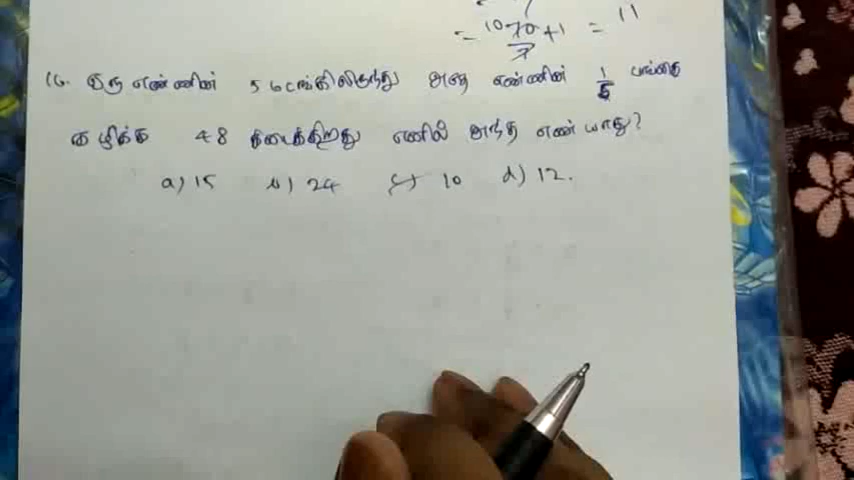 = 10 70/7 + 1 = 11
16. ஒரு எண்ணின் 5 மடங்கிலிருந்து அதே எண்ணின் 1/5 பங்கை
கழிக்க 48 கிடைக்கிறது எனில் அந்த எண் யாது?
a) 15 b) 24 c) 10 d) 12.